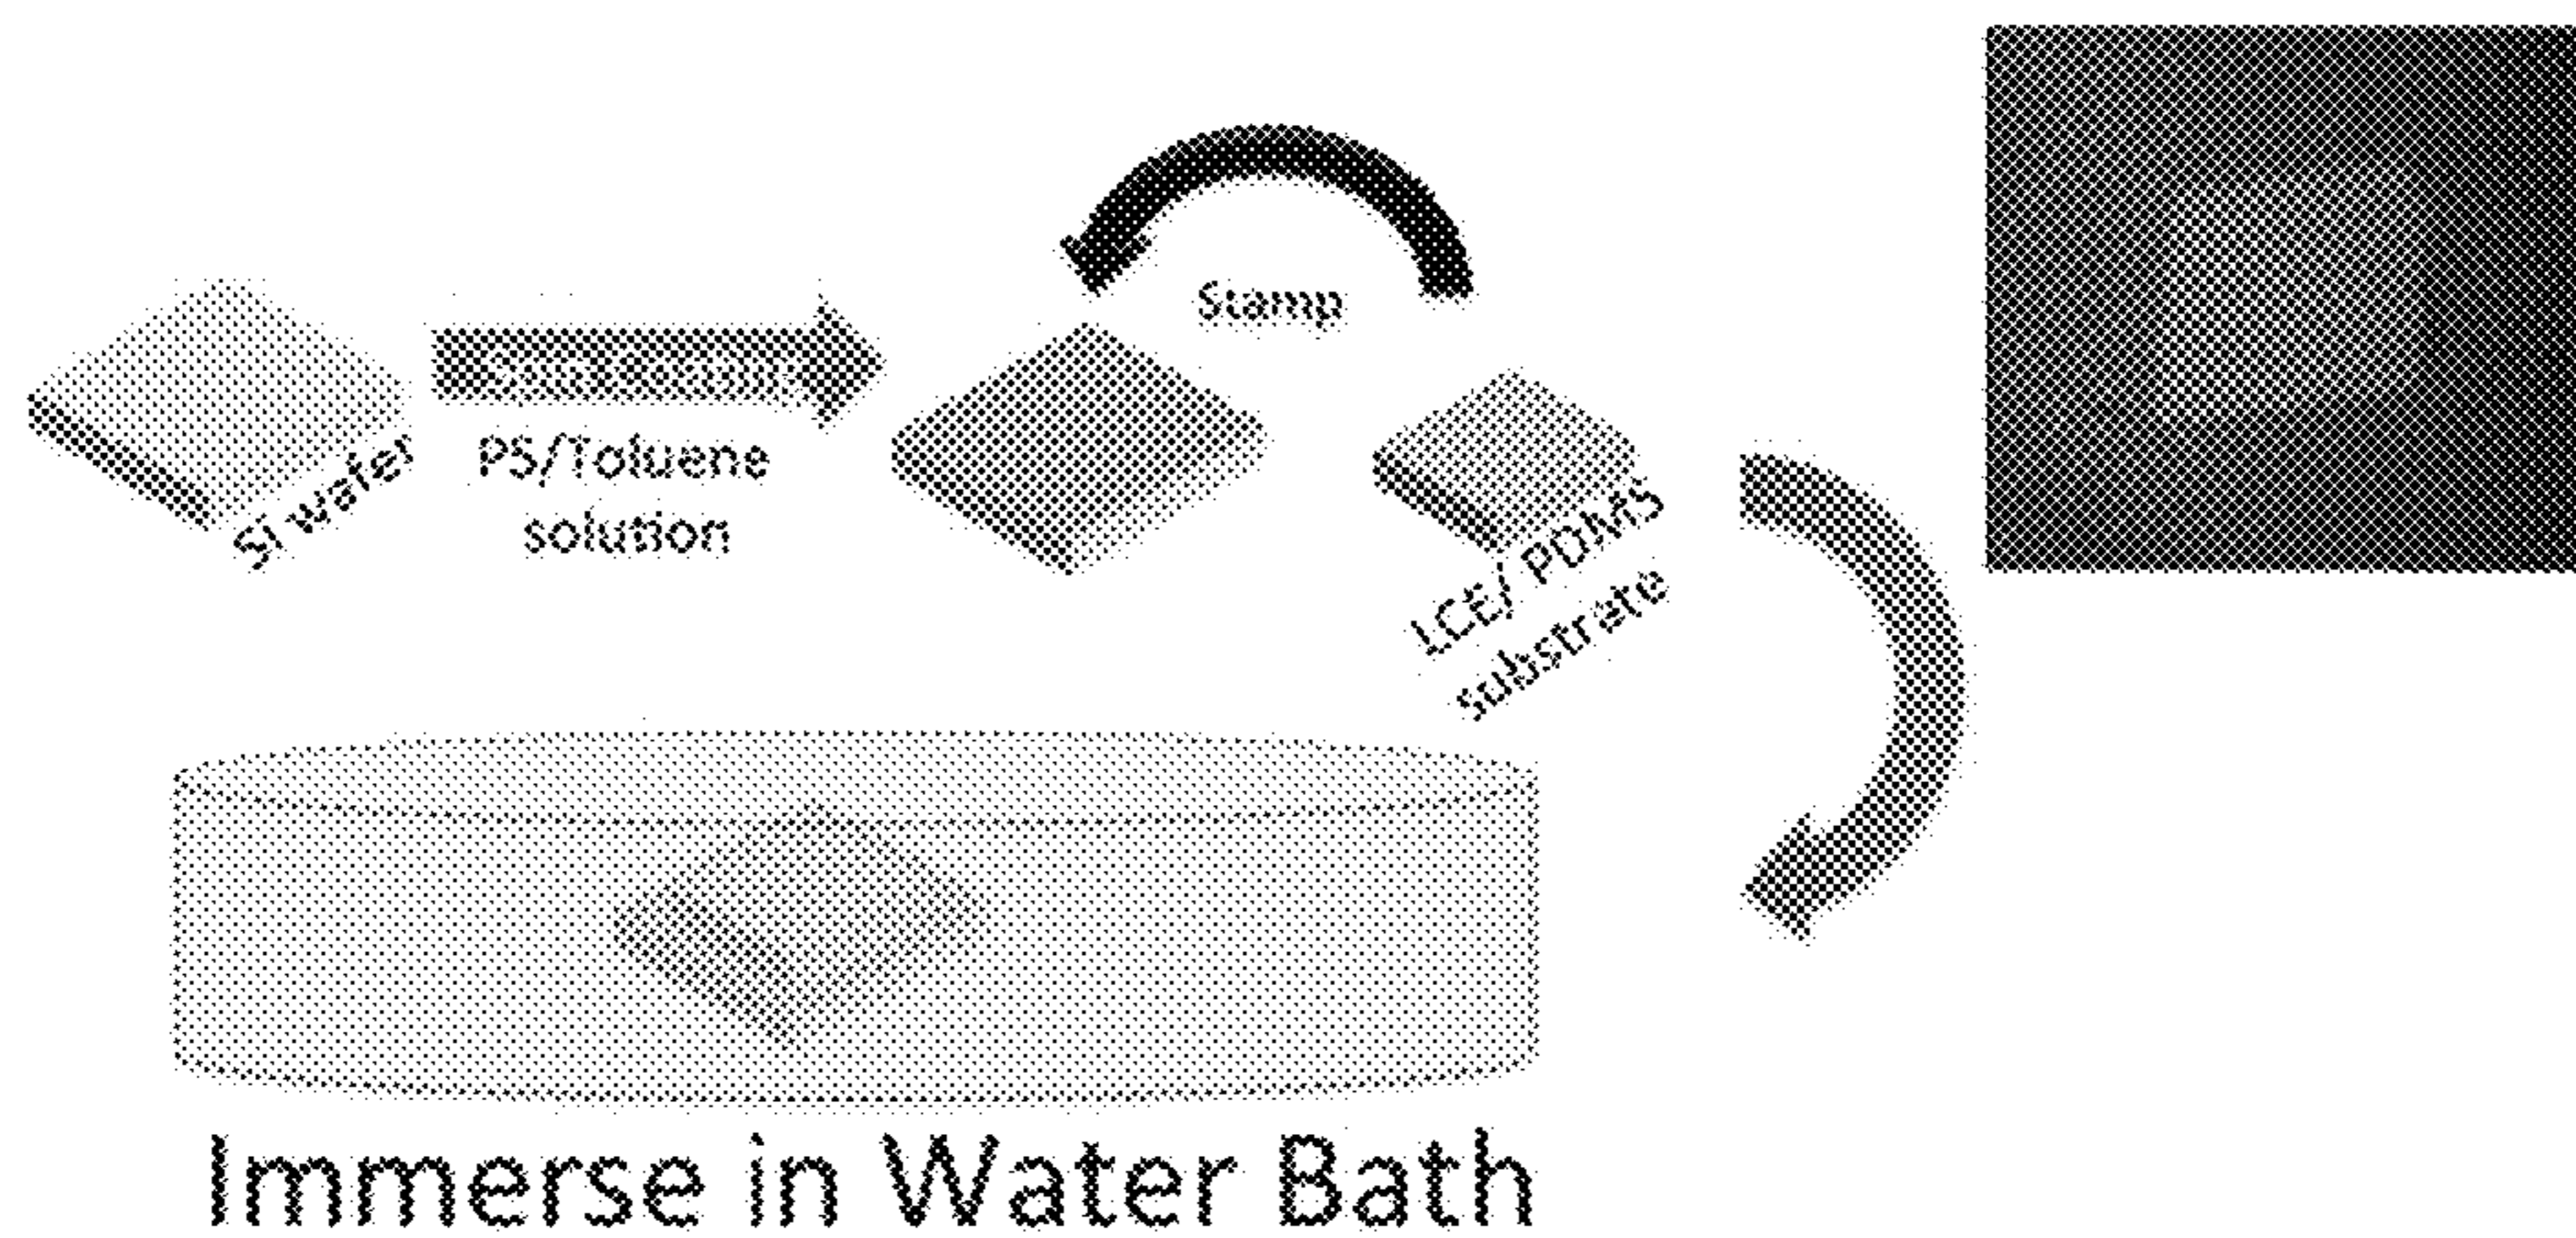 Stamp
Si wafer
PS/Toluene
solution
LCE/ PDMS
substrate
Immerse in Water Bath